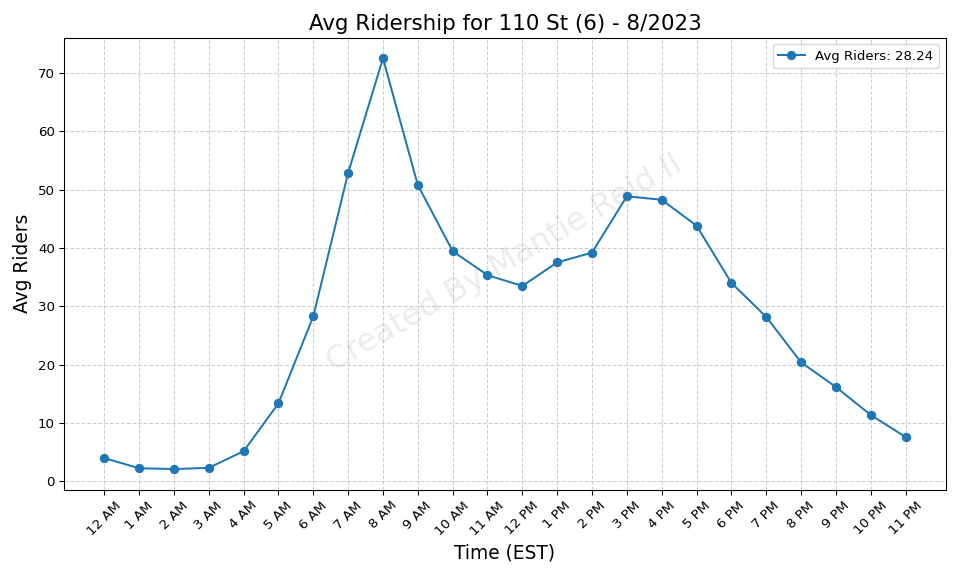 Avg Ridership for 110 St (6) - 8/2023
Avg Riders: 28.24
70
60
50
40
30
20
10
0
Avg Riders
Created By Mantie Reid II
12 AM
1 AM
2 AM
3 AM
4 AM
5 AM
6 AM
7 AM
8 AM
9 AM
10 AM
11 AM
12 PM
1 PM
2 PM
3 PM
4 PM
5 PM
6 PM
7 PM
8 PM
9 PM
10 PM
11 PM
Time (EST)